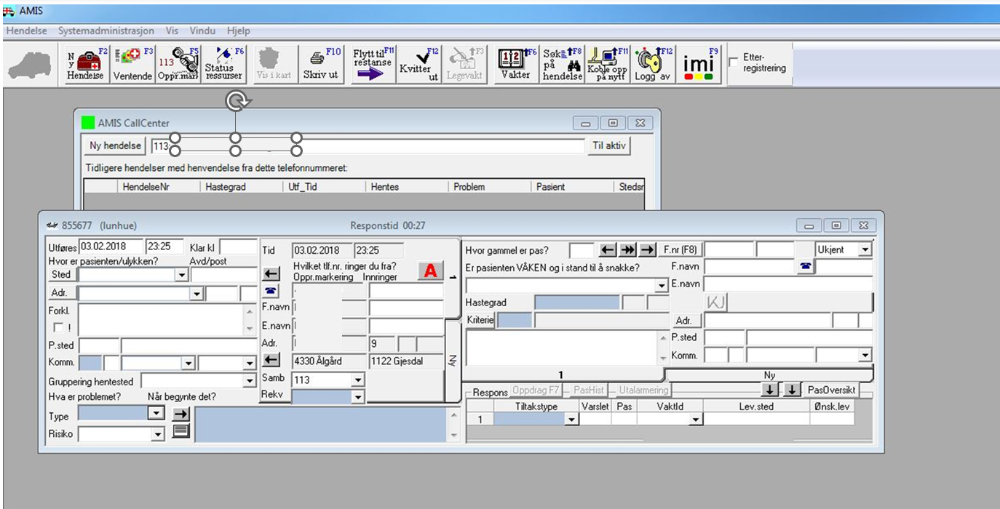 AMIS
Hendelse Systemadministrasjon Vis Vindu Hjelp
Ny Hendelse F2
Ventende F3
113 Oppr.mark F5
Status ressurser F6
Vis i kart
Skriv ut F10
Flytt til restanse F11
Kvitter ut F12
Legevakt F3
Vakter F6
Søk på hendelse F8
Koble opp på nytt F11
Logg av F12
imi F9
Etter-
registrering
AMIS CallCenter
Ny hendelse 113- Til aktiv
Tidligere hendelser med henvendelse fra dette telefonnummeret:
HendelseNr Hastegrad Utf_Tid Hentes Problem Pasient Stedsr
855677 (lunhue) Responstid 00:27
Utføres 03.02.2018 23:25 Klar kl
Hvor er pasienten/ulykken? Avd/post
Sted
Adr.
Forkl.
!
P.sted
Komm.
Gruppering hentested
Hva er problemet? Når begynte det?
Type
Risiko
Tid 03.02.2018 23:25
Hvilket tlf.nr. ringer du fra?
Oppr.markering Innringer
A
F.navn
E.navn
Adr. 9
4330 Ålgård 1122 Gjesdal
Samb 113
Rekv
1
Ny
Hvor gammel er pas? F.nr (F8) Ukjent
Er pasienten VÅKEN og i stand til å snakke? F.navn
E.navn
Hastegrad KJ
Kriterie Adr.
P.sted
Komm.
1 Ny
Respons Oppdrag F7 PasHist Utalarmering PasOversikt
Tiltakstype Varslet Pas VaktId Lev.sted Ønsk.lev
1